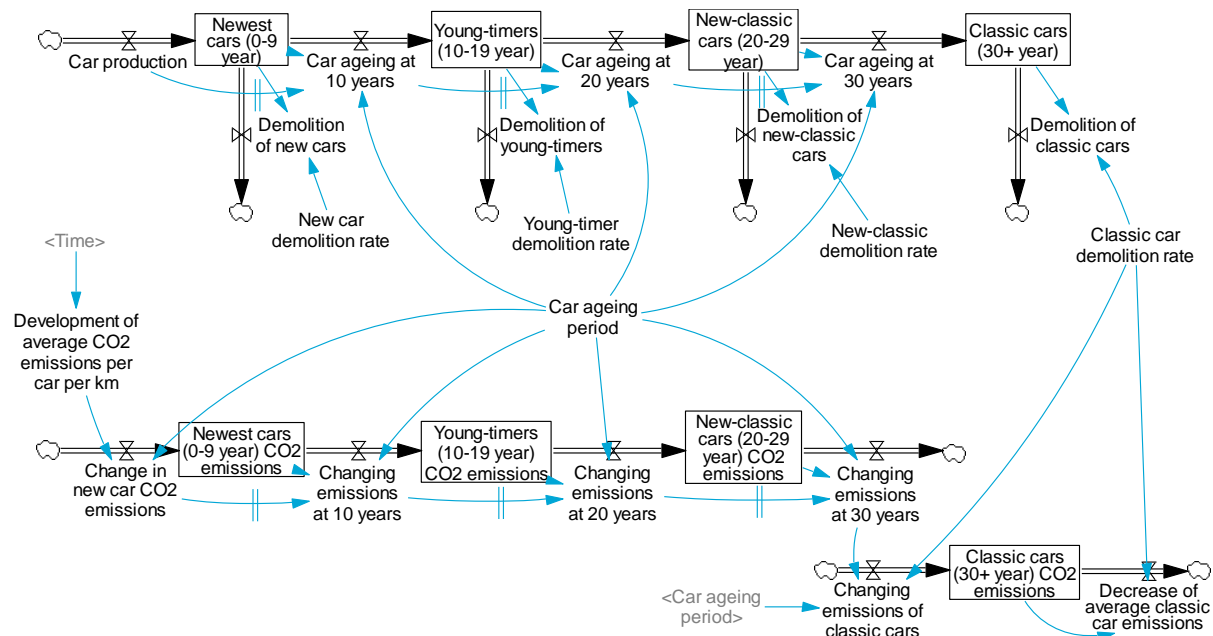 Newest
cars (0-9
year)
Young-timers
(10-19 year)
New-classic
cars (20-29
year)
Classic cars
(30+ year)
Car production
Car ageing at
10 years
Car ageing at
20 years
Car ageing at
30 years
Demolition
of new cars
Demolition of
young-timers
Demolition of
new-classic
cars
Demolition of
classic cars
New car
demolition rate
Young-timer
demolition rate
New-classic
demolition rate
Classic car
demolition rate
<Time>
Car ageing
period
Development of
average CO2
emissions per
car per km
Newest cars
(0-9 year) CO2
emissions
Young-timers
(10-19 year)
CO2 emissions
New-classic
cars (20-29
year) CO2
emissions
Change in
new car CO2
emissions
Changing
emissions
at 10 years
Changing
emissions
at 20 years
Changing
emissions
at 30 years
Classic cars
(30+ year) CO2
emissions
<Car ageing
period>
Changing
emissions of
classic cars
Decrease of
average classic
car emissions